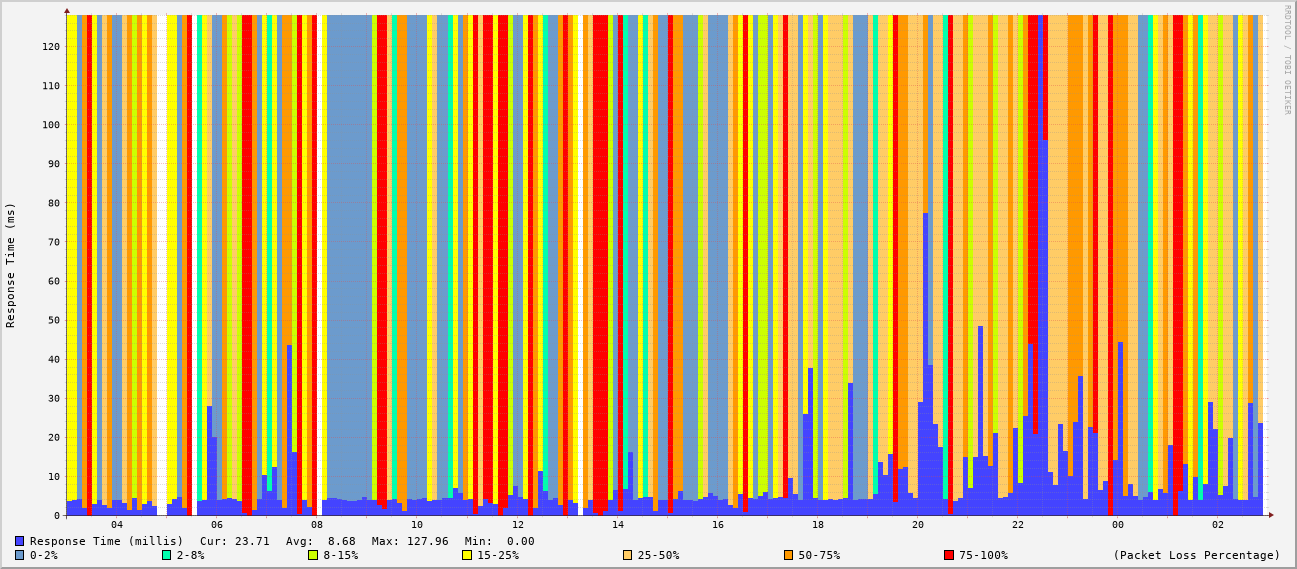 RRDTOOL / TOBI OETIKER
Response Time (ms)
120
110
100
90
80
70
60
50
40
30
20
10
0
04 06 08 10 12 14 16 18 20 22 00 02
Response Time (millis) Cur: 23.71 Avg: 8.68 Max: 127.96 Min: 0.00
0-2% 2-8% 8-15% 15-25% 25-50% 50-75% 75-100% (Packet Loss Percentage)